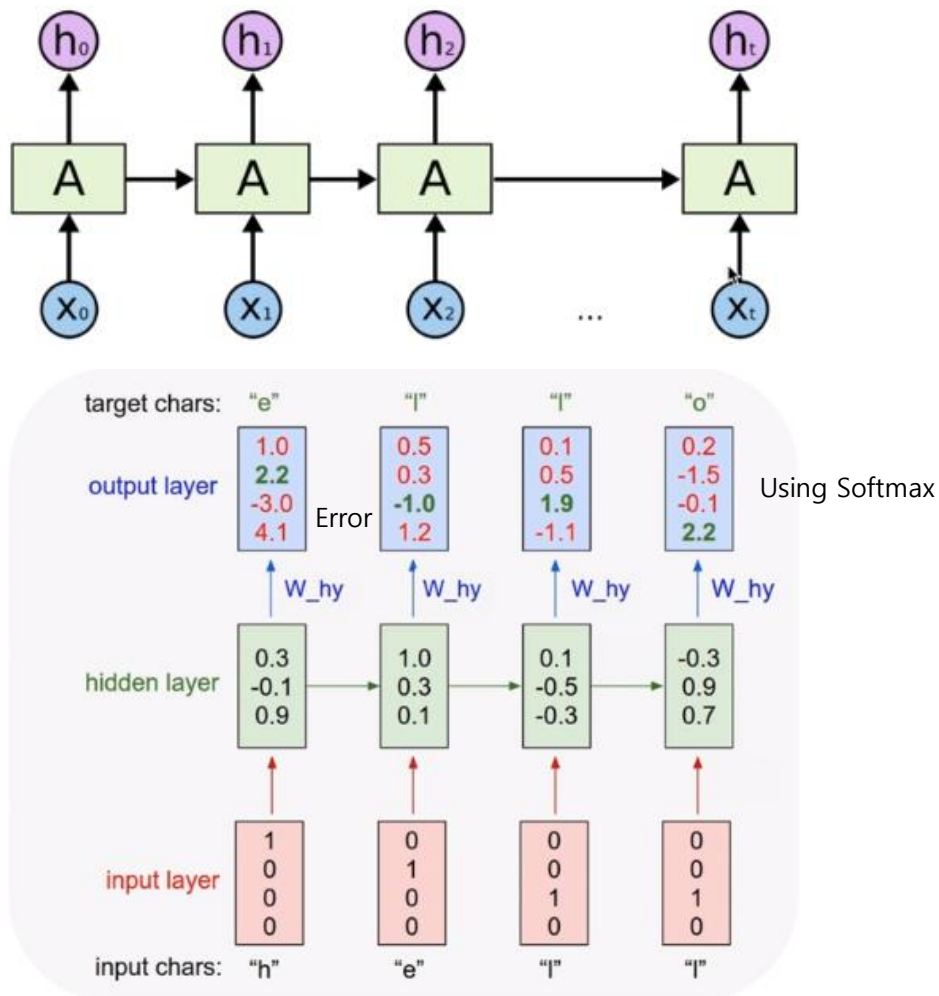 h₀ h₁ h₂ hₜ
A A A A
x₀ x₁ x₂ ... xₜ
target chars: “e” “l” “l” “o”
1.0 0.5 0.1 0.2
2.2 0.3 0.5 -1.5
output layer -3.0 -1.0 1.9 -0.1 Using Softmax
4.1 Error 1.2 -1.1 2.2
W_hy W_hy W_hy W_hy
0.3 1.0 0.1 -0.3
hidden layer -0.1 0.3 -0.5 0.9
0.9 0.1 -0.3 0.7
1 0 0 0
0 1 0 0
input layer 0 0 1 1
0 0 0 0
input chars: “h” “e” “l” “l”